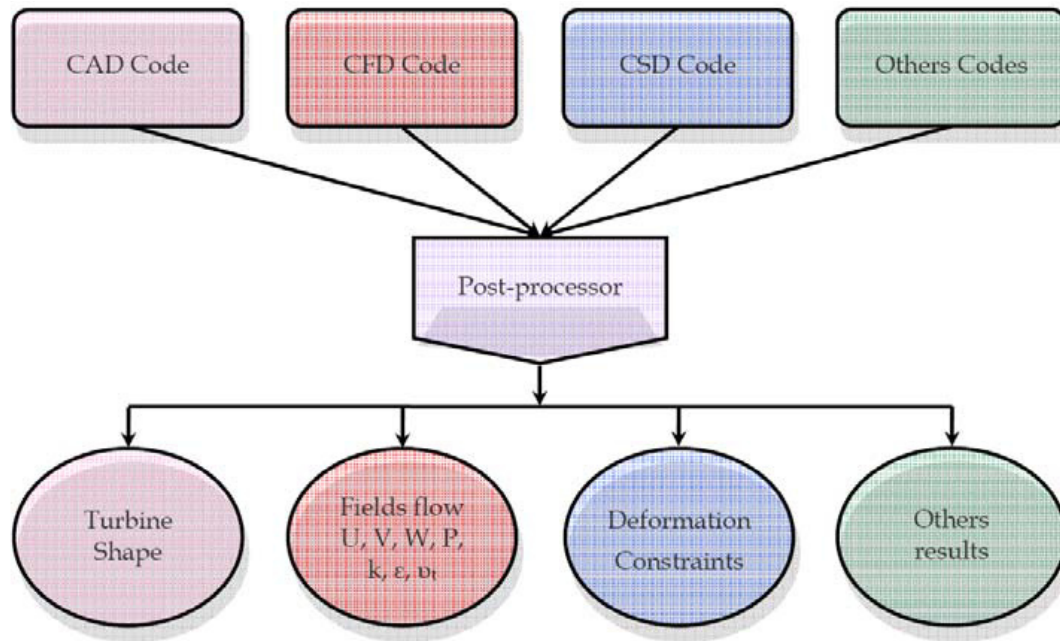 CAD Code
CFD Code
CSD Code
Others Codes
Post-processor
Turbine
Shape
Fields flow
U, V, W, P,
k, ε, υₜ
Deformation
Constraints
Others
results